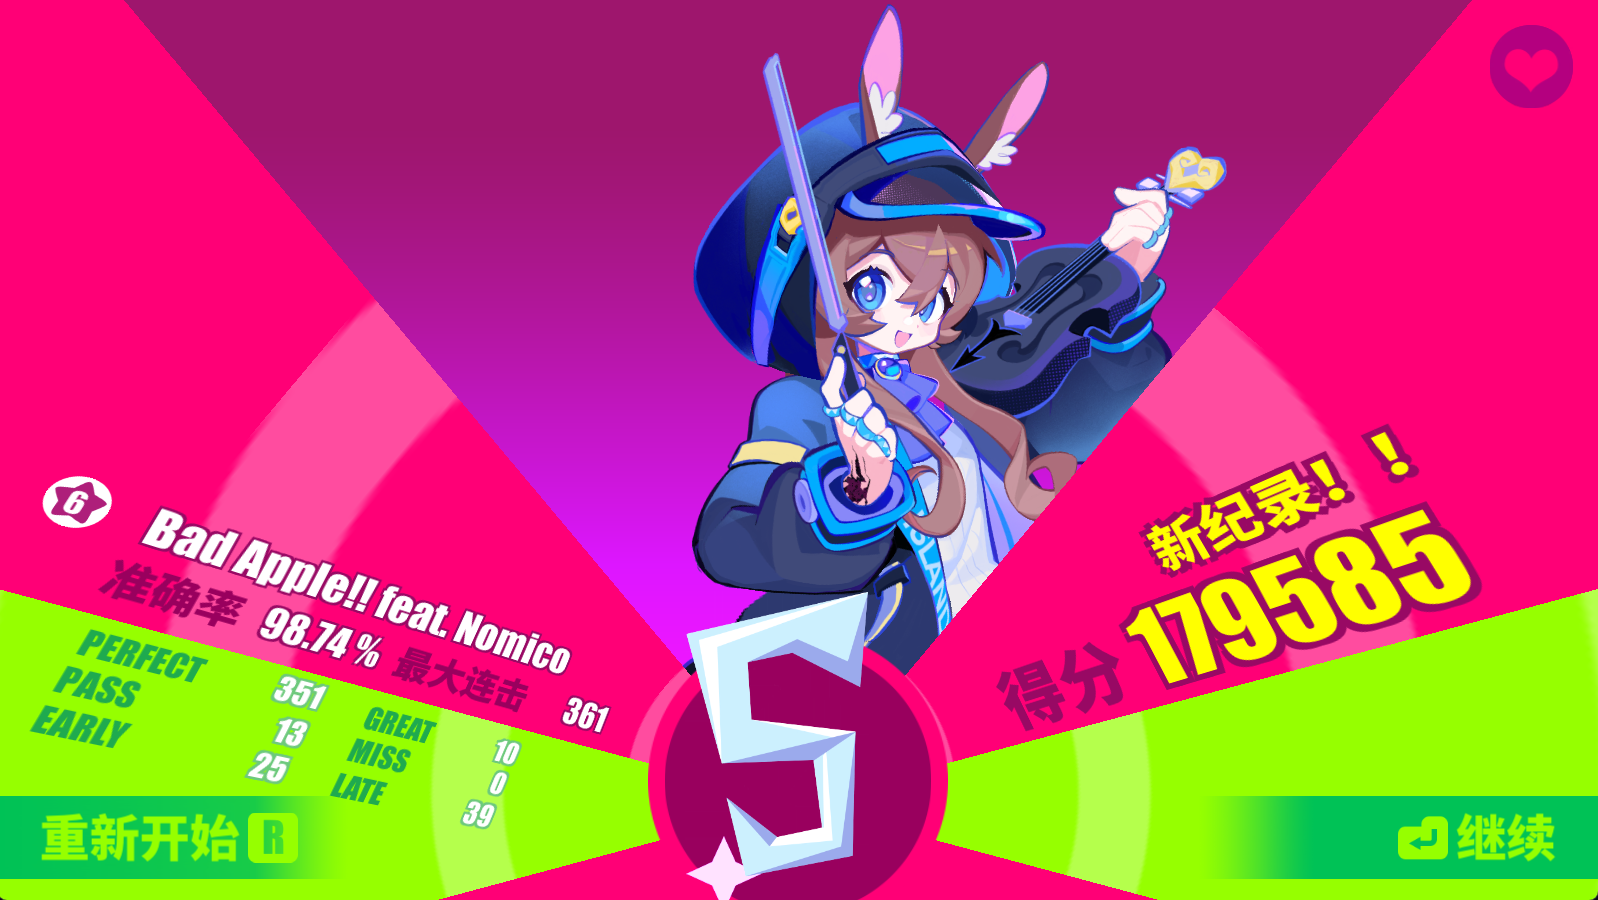 6
Bad Apple!! feat. Nomico
准确率 98.74% 最大连击 361
PERFECT 351 GREAT 10
PASS 13 MISS 0
EARLY 25 LATE 39
重新开始 R
新纪录！！
得分 179585
S
继续